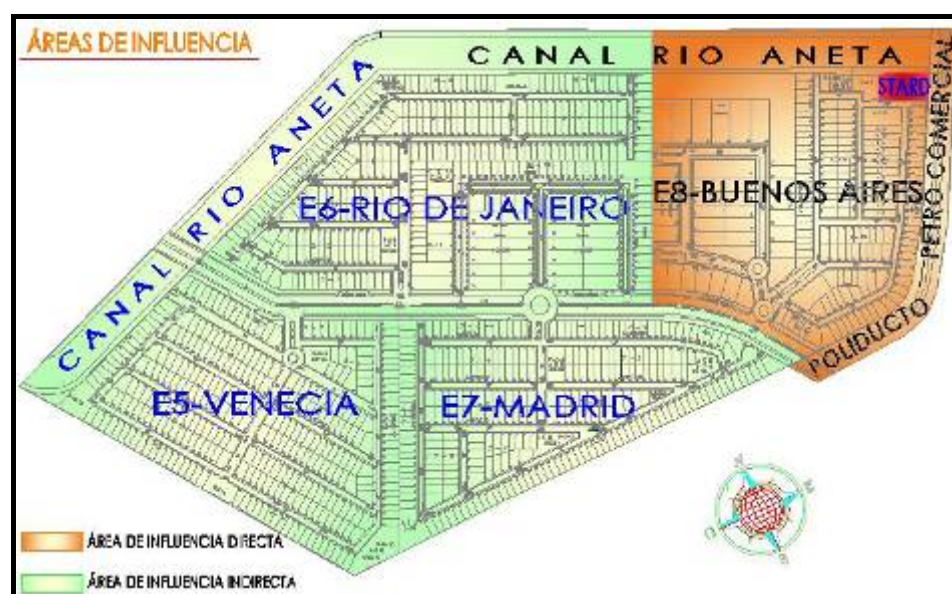 ÁREAS DE INFLUENCIA
CANAL RIO ANETA
CANAL RIO ANETA
STARD
PETRO COMERCIAL
E6-RIO DE JANEIRO
E8-BUENOS AIRES
POLIDUCTO
E5-VENECIA
E7-MADRID
ÁREA DE INFLUENCIA DIRECTA
ÁREA DE INFLUENCIA INDIRECTA